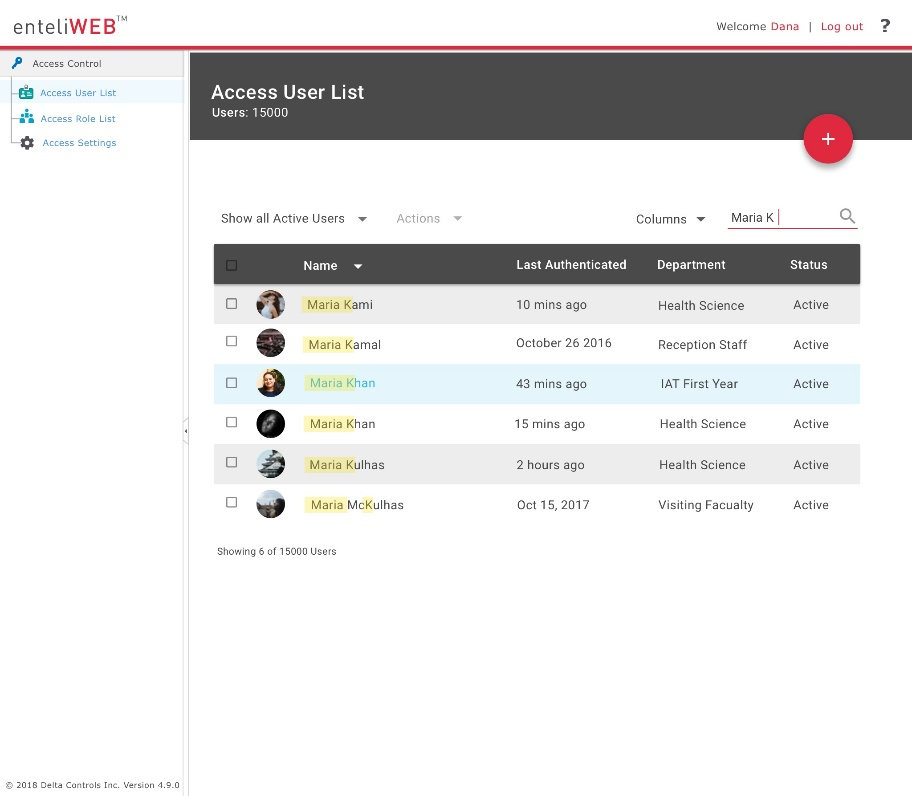 enteliWEB™
Welcome Dana | Log out ?
Access Control
Access User List
Access Role List
Access Settings
Access User List
Users: 15000
+
Show all Active Users
Actions
Columns
Maria K
Name Last Authenticated Department Status
Maria Kami 10 mins ago Health Science Active
Maria Kamal October 26 2016 Reception Staff Active
Maria Khan 43 mins ago IAT First Year Active
Maria Khan 15 mins ago Health Science Active
Maria Kulhas 2 hours ago Health Science Active
Maria McKulhas Oct 15, 2017 Visiting Facualty Active
Showing 6 of 15000 Users
© 2018 Delta Controls Inc. Version 4.9.0